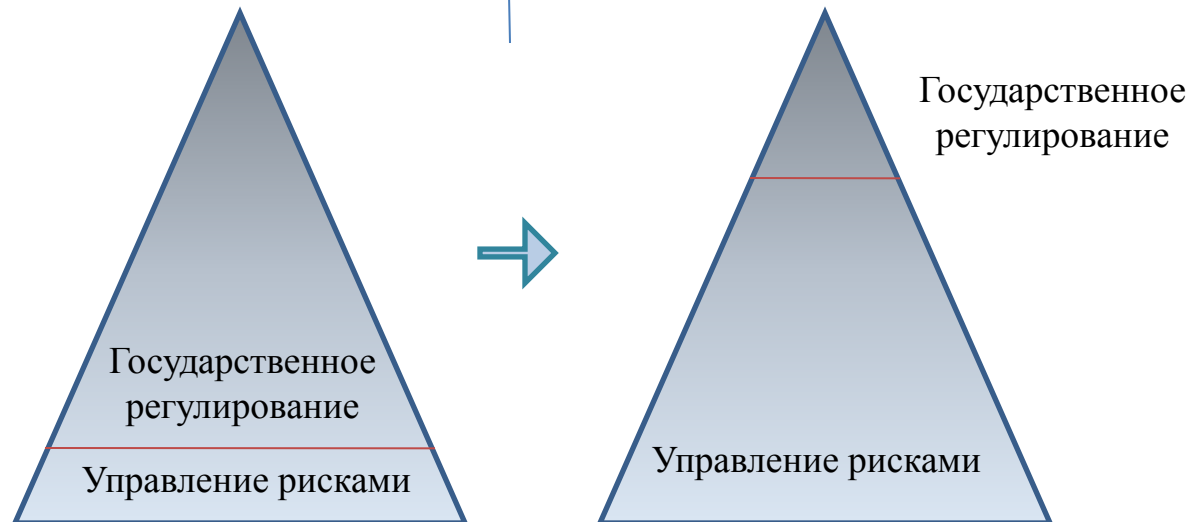 Государственное
регулирование
Управление рисками
Государственное
регулирование
Управление рисками